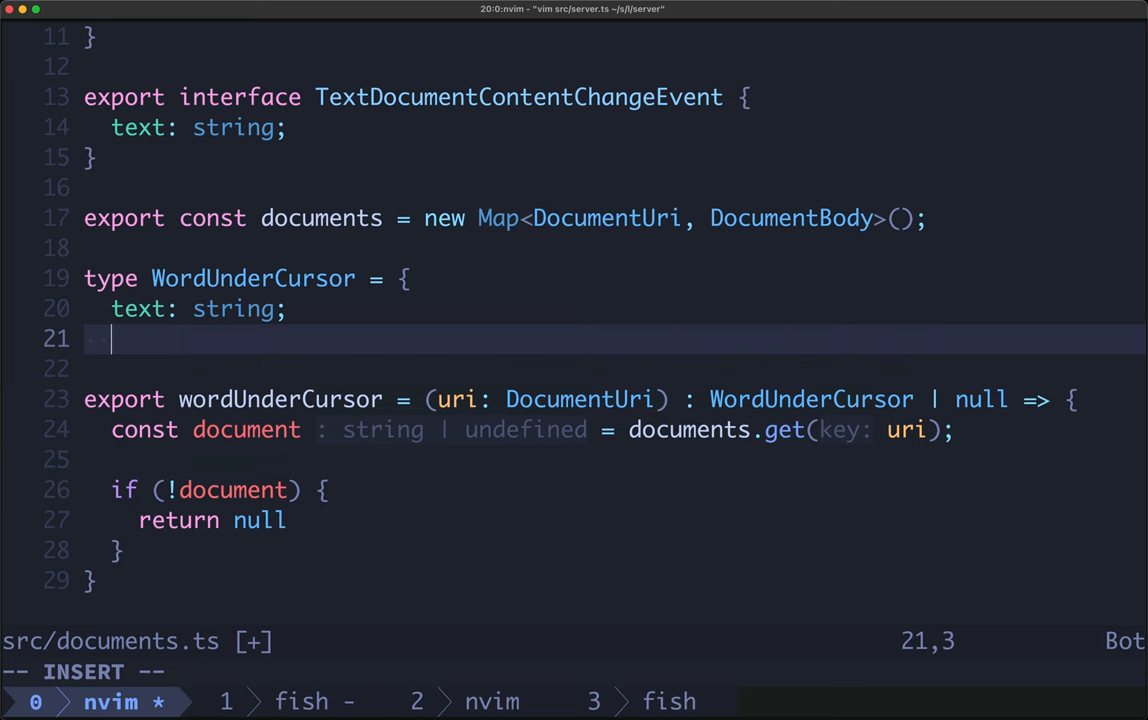 20:0:nvim - "vim src/server.ts ~/s/l/server"
11 }
12
13 export interface TextDocumentContentChangeEvent {
14 text: string;
15 }
16
17 export const documents = new Map<DocumentUri, DocumentBody>();
18
19 type WordUnderCursor = {
20 text: string;
21
22
23 export wordUnderCursor = (uri: DocumentUri) : WordUnderCursor | null => {
24 const document : string | undefined = documents.get(key: uri);
25
26 if (!document) {
27 return null
28 }
29 }
src/documents.ts [+] 21,3 Bot
-- INSERT --
0 nvim * 1 fish - 2 nvim 3 fish